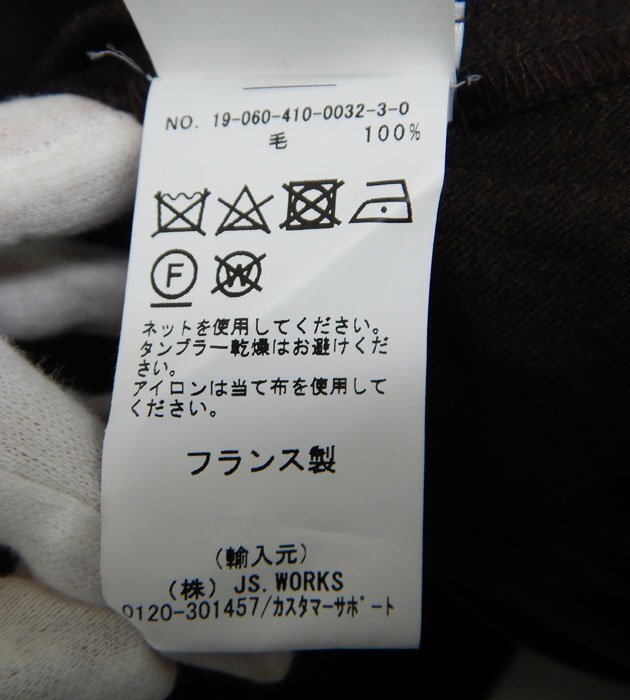 NO. 19-060-410-0032-3-0
毛 100%
F W
ネットを使用してください。
タンブラー乾燥はお避けくだ
さい。
アイロンは当て布を使用して
ください。
フランス製
(輸入元)
(株) JS.WORKS
0120-301457/カスタマーサポート